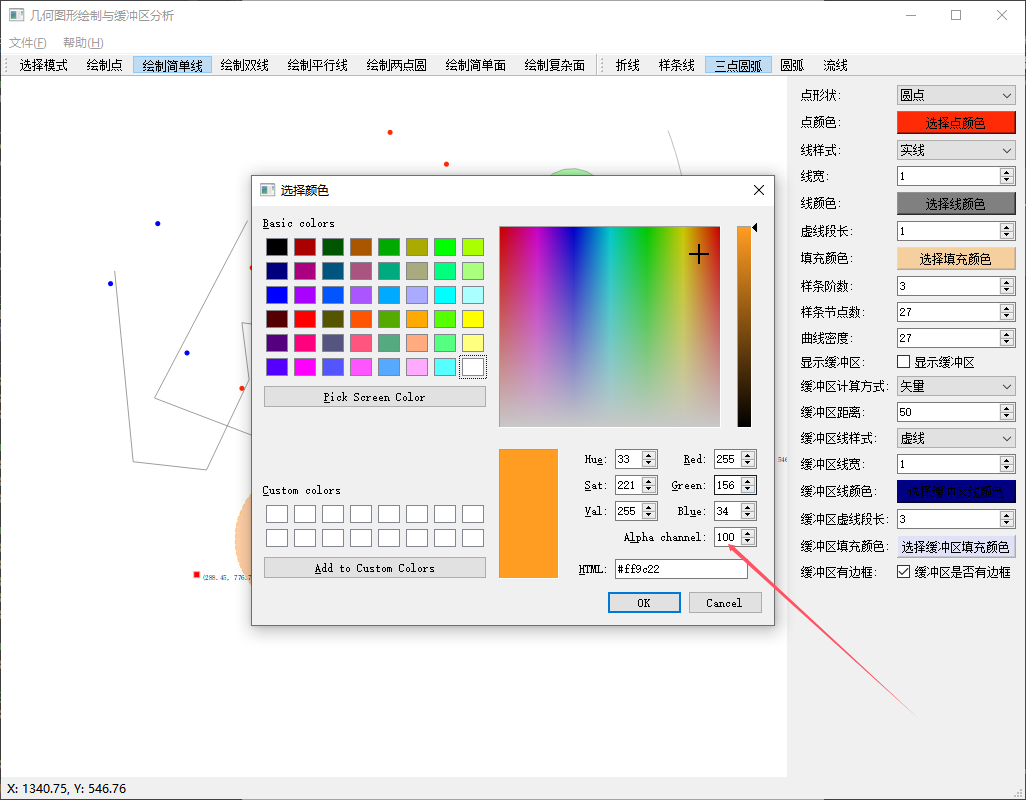 几何图形绘制与缓冲区分析
文件(F) 帮助(H)
选择模式 绘制点 绘制简单线 绘制双线 绘制平行线 绘制两点圆 绘制简单面 绘制复杂面 折线 样条线 三点圆弧 圆弧 流线
点形状: 圆点
点颜色: 选择点颜色
线样式: 实线
线宽: 1
线颜色: 选择线颜色
虚线段长: 1
填充颜色: 选择填充颜色
样条阶数: 3
样条节点数: 27
曲线密度: 27
显示缓冲区: 显示缓冲区
缓冲区计算方式: 矢量
缓冲区距离: 50
缓冲区线样式: 虚线
缓冲区线宽: 1
缓冲区线颜色: 选择缓冲区线颜色
缓冲区虚线段长: 3
缓冲区填充颜色: 选择缓冲区填充颜色
缓冲区有边框: 缓冲区是否有边框
选择颜色
Basic colors
Pick Screen Color
Custom colors
Add to Custom Colors
Hue: 33 Red: 255
Sat: 221 Green: 156
Val: 255 Blue: 34
Alpha channel: 100
HTML: #ff9c22
OK Cancel
(288.45, 776.7
546
X: 1340.75, Y: 546.76